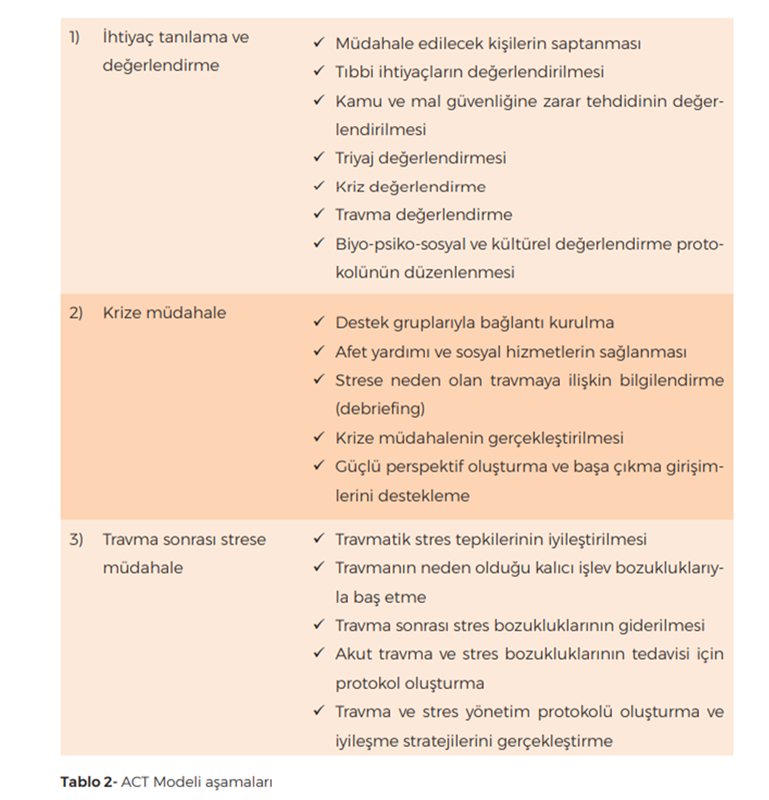 1) İhtiyaç tanılama ve
değerlendirme
✓ Müdahale edilecek kişilerin saptanması
✓ Tıbbi ihtiyaçların değerlendirilmesi
✓ Kamu ve mal güvenliğine zarar tehdidinin değer-
lendirilmesi
✓ Triyaj değerlendirmesi
✓ Kriz değerlendirme
✓ Travma değerlendirme
✓ Biyo-psiko-sosyal ve kültürel değerlendirme proto-
kolünün düzenlenmesi
2) Krize müdahale
✓ Destek gruplarıyla bağlantı kurulma
✓ Afet yardımı ve sosyal hizmetlerin sağlanması
✓ Strese neden olan travmaya ilişkin bilgilendirme
(debriefing)
✓ Krize müdahalenin gerçekleştirilmesi
✓ Güçlü perspektif oluşturma ve başa çıkma girişim-
lerini destekleme
3) Travma sonrası strese
müdahale
✓ Travmatik stres tepkilerinin iyileştirilmesi
✓ Travmanın neden olduğu kalıcı işlev bozukluklarıy-
la baş etme
✓ Travma sonrası stres bozukluklarının giderilmesi
✓ Akut travma ve stres bozukluklarının tedavisi için
protokol oluşturma
✓ Travma ve stres yönetim protokolü oluşturma ve
iyileşme stratejilerini gerçekleştirme
Tablo 2- ACT Modeli aşamaları